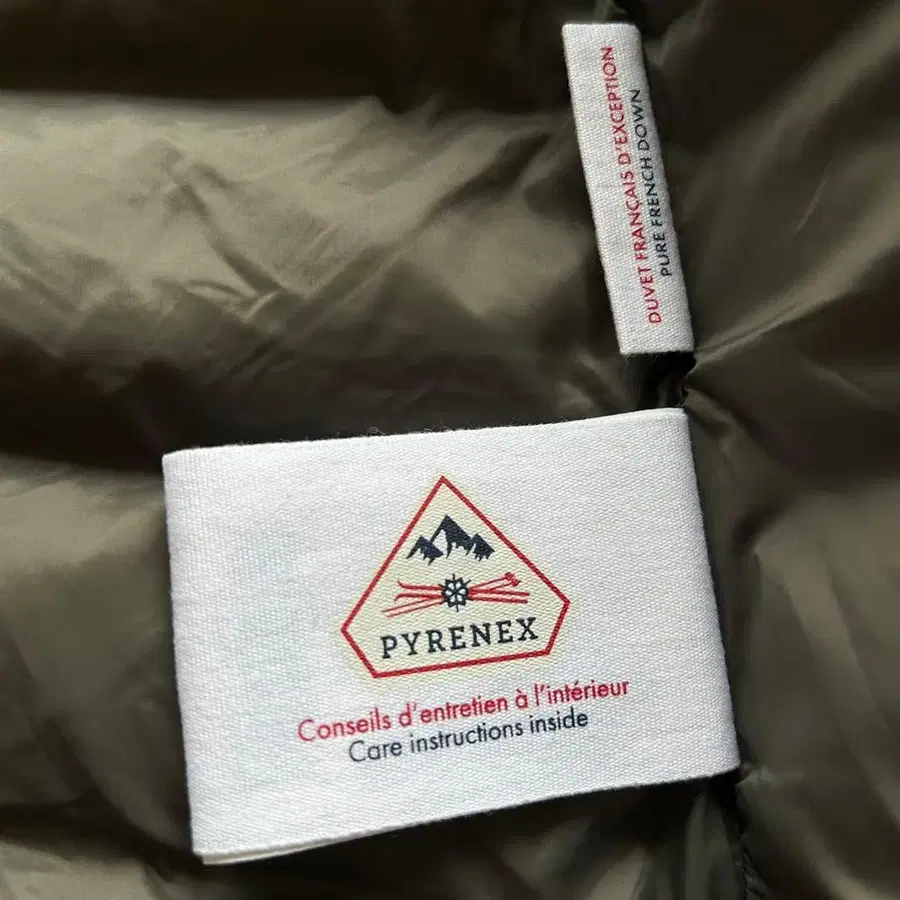 DUVET FRANÇAIS D'EXCEPTION
PURE FRENCH DOWN
PYRENEX
Conseils d'entretien à l'intérieur
Care instructions inside